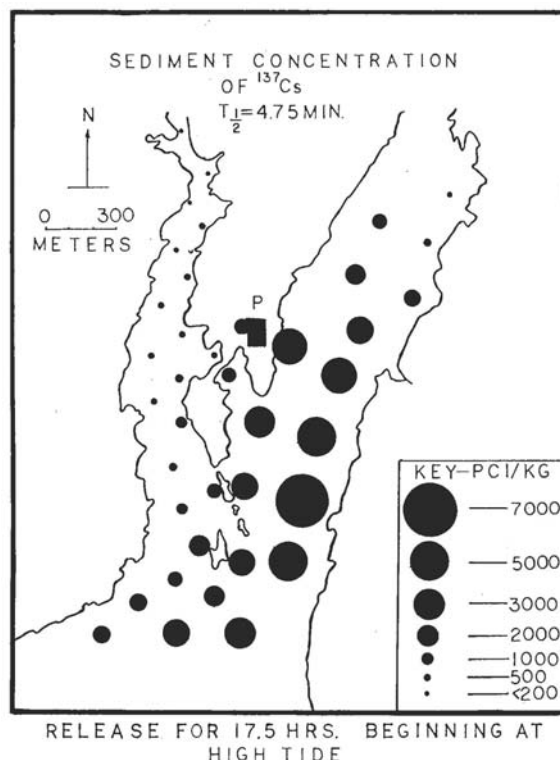 SEDIMENT CONCENTRATION
OF ¹³⁷Cs
T½=4.75 MIN.
N
0 300
METERS
P
KEY-PCI/KG
7000
5000
3000
2000
1000
500
<200
RELEASE FOR 17.5 HRS. BEGINNING AT
HIGH TIDE